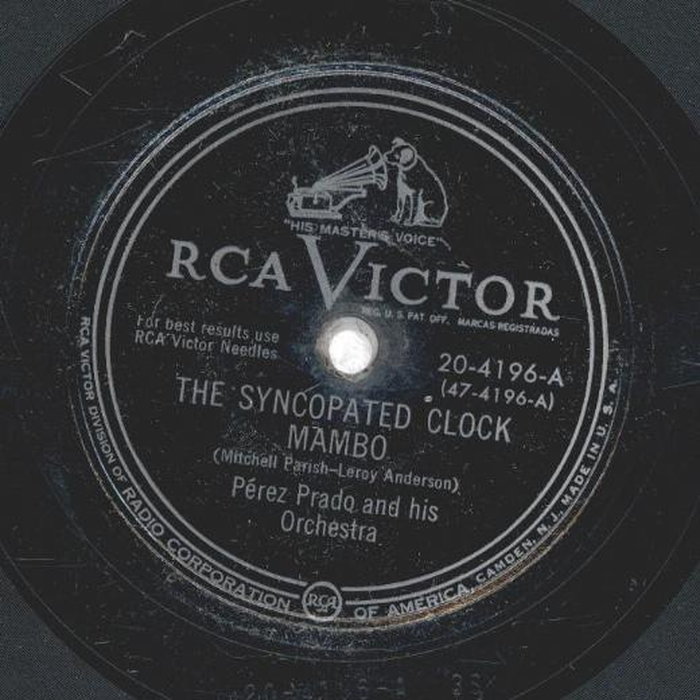 "HIS MASTER'S VOICE"
RCA VICTOR
REG. U. S. PAT. OFF. MARCAS REGISTRADAS
For best results use
RCA Victor Needles
20-4196-A
(47-4196-A)
THE SYNCOPATED CLOCK
MAMBO
(Mitchell Parish–Leroy Anderson)
Pérez Prado and his
Orchestra
RCA VICTOR DIVISION OF RADIO CORPORATION RCA OF AMERICA, CAMDEN, N. J., MADE IN U. S. A.